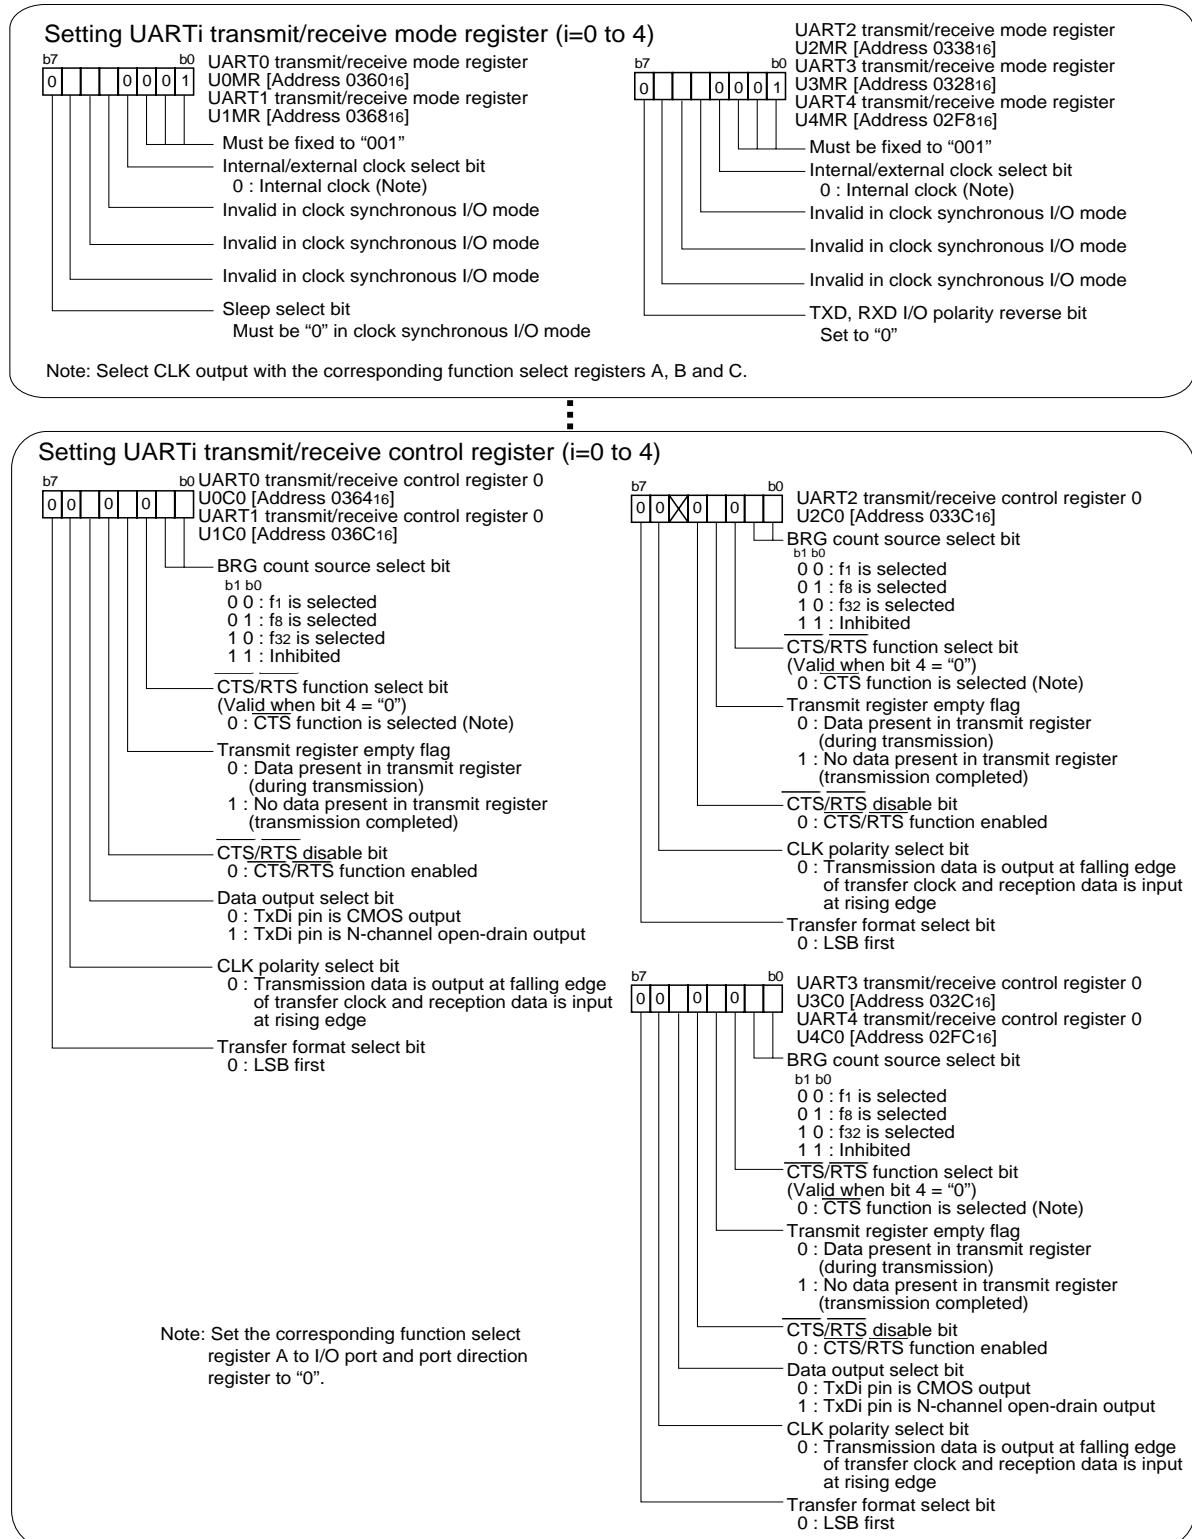 Setting UARTi transmit/receive mode register (i=0 to 4)
b7 b0
0 0 0 0 1
UART0 transmit/receive mode register
U0MR [Address 036016]
UART1 transmit/receive mode register
U1MR [Address 036816]
Must be fixed to “001”
Internal/external clock select bit
0 : Internal clock (Note)
Invalid in clock synchronous I/O mode
Invalid in clock synchronous I/O mode
Invalid in clock synchronous I/O mode
Sleep select bit
Must be “0” in clock synchronous I/O mode
UART2 transmit/receive mode register
U2MR [Address 033816]
b7 b0
0 0 0 0 1
UART3 transmit/receive mode register
U3MR [Address 032816]
UART4 transmit/receive mode register
U4MR [Address 02F816]
Must be fixed to “001”
Internal/external clock select bit
0 : Internal clock (Note)
Invalid in clock synchronous I/O mode
Invalid in clock synchronous I/O mode
Invalid in clock synchronous I/O mode
TXD, RXD I/O polarity reverse bit
Set to “0”
Note: Select CLK output with the corresponding function select registers A, B and C.
Setting UARTi transmit/receive control register (i=0 to 4)
b7 b0
0 0 0 0
UART0 transmit/receive control register 0
U0C0 [Address 036416]
UART1 transmit/receive control register 0
U1C0 [Address 036C16]
BRG count source select bit
b1 b0
0 0 : f1 is selected
0 1 : f8 is selected
1 0 : f32 is selected
1 1 : Inhibited
CTS/RTS function select bit
(Valid when bit 4 = “0”)
0 : CTS function is selected (Note)
Transmit register empty flag
0 : Data present in transmit register
(during transmission)
1 : No data present in transmit register
(transmission completed)
CTS/RTS disable bit
0 : CTS/RTS function enabled
Data output select bit
0 : TxDi pin is CMOS output
1 : TxDi pin is N-channel open-drain output
CLK polarity select bit
0 : Transmission data is output at falling edge
of transfer clock and reception data is input
at rising edge
Transfer format select bit
0 : LSB first
Note: Set the corresponding function select
register A to I/O port and port direction
register to “0”.
b7 b0
0 0 0 0
UART2 transmit/receive control register 0
U2C0 [Address 033C16]
BRG count source select bit
b1 b0
0 0 : f1 is selected
0 1 : f8 is selected
1 0 : f32 is selected
1 1 : Inhibited
CTS/RTS function select bit
(Valid when bit 4 = “0”)
0 : CTS function is selected (Note)
Transmit register empty flag
0 : Data present in transmit register
(during transmission)
1 : No data present in transmit register
(transmission completed)
CTS/RTS disable bit
0 : CTS/RTS function enabled
CLK polarity select bit
0 : Transmission data is output at falling edge
of transfer clock and reception data is input
at rising edge
Transfer format select bit
0 : LSB first
b7 b0
0 0 0 0
UART3 transmit/receive control register 0
U3C0 [Address 032C16]
UART4 transmit/receive control register 0
U4C0 [Address 02FC16]
BRG count source select bit
b1 b0
0 0 : f1 is selected
0 1 : f8 is selected
1 0 : f32 is selected
1 1 : Inhibited
CTS/RTS function select bit
(Valid when bit 4 = “0”)
0 : CTS function is selected (Note)
Transmit register empty flag
0 : Data present in transmit register
(during transmission)
1 : No data present in transmit register
(transmission completed)
CTS/RTS disable bit
0 : CTS/RTS function enabled
Data output select bit
0 : TxDi pin is CMOS output
1 : TxDi pin is N-channel open-drain output
CLK polarity select bit
0 : Transmission data is output at falling edge
of transfer clock and reception data is input
at rising edge
Transfer format select bit
0 : LSB first